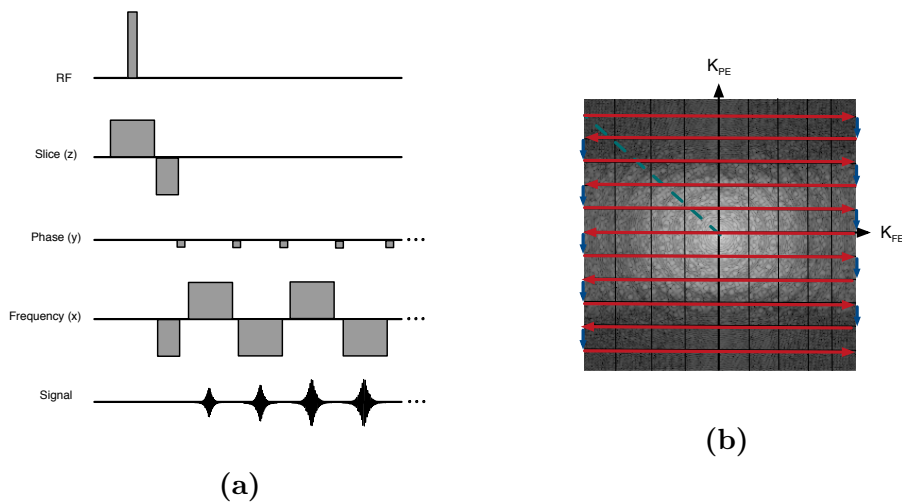 RF
Slice (z)
Phase (y)
Frequency (x)
Signal
(a)
K_PE
K_FE
(b)